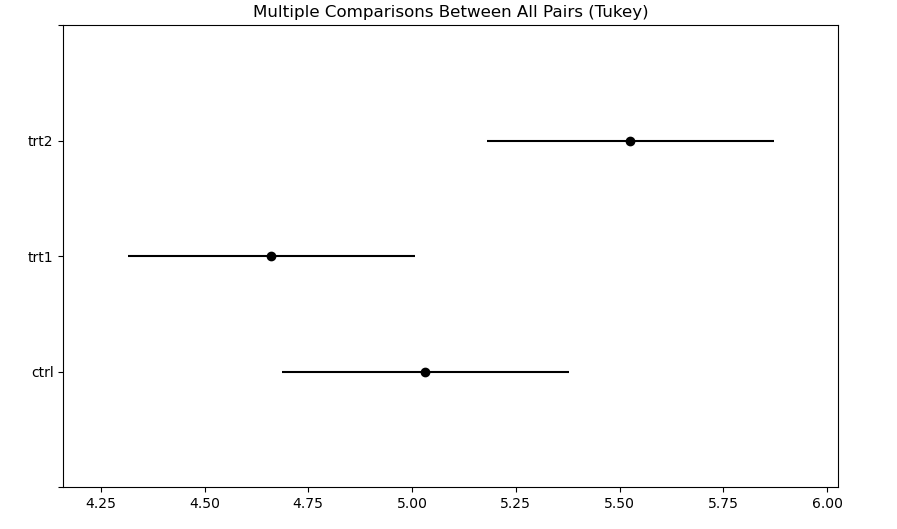 Multiple Comparisons Between All Pairs (Tukey)
trt2
trt1
ctrl
4.25 4.50 4.75 5.00 5.25 5.50 5.75 6.00